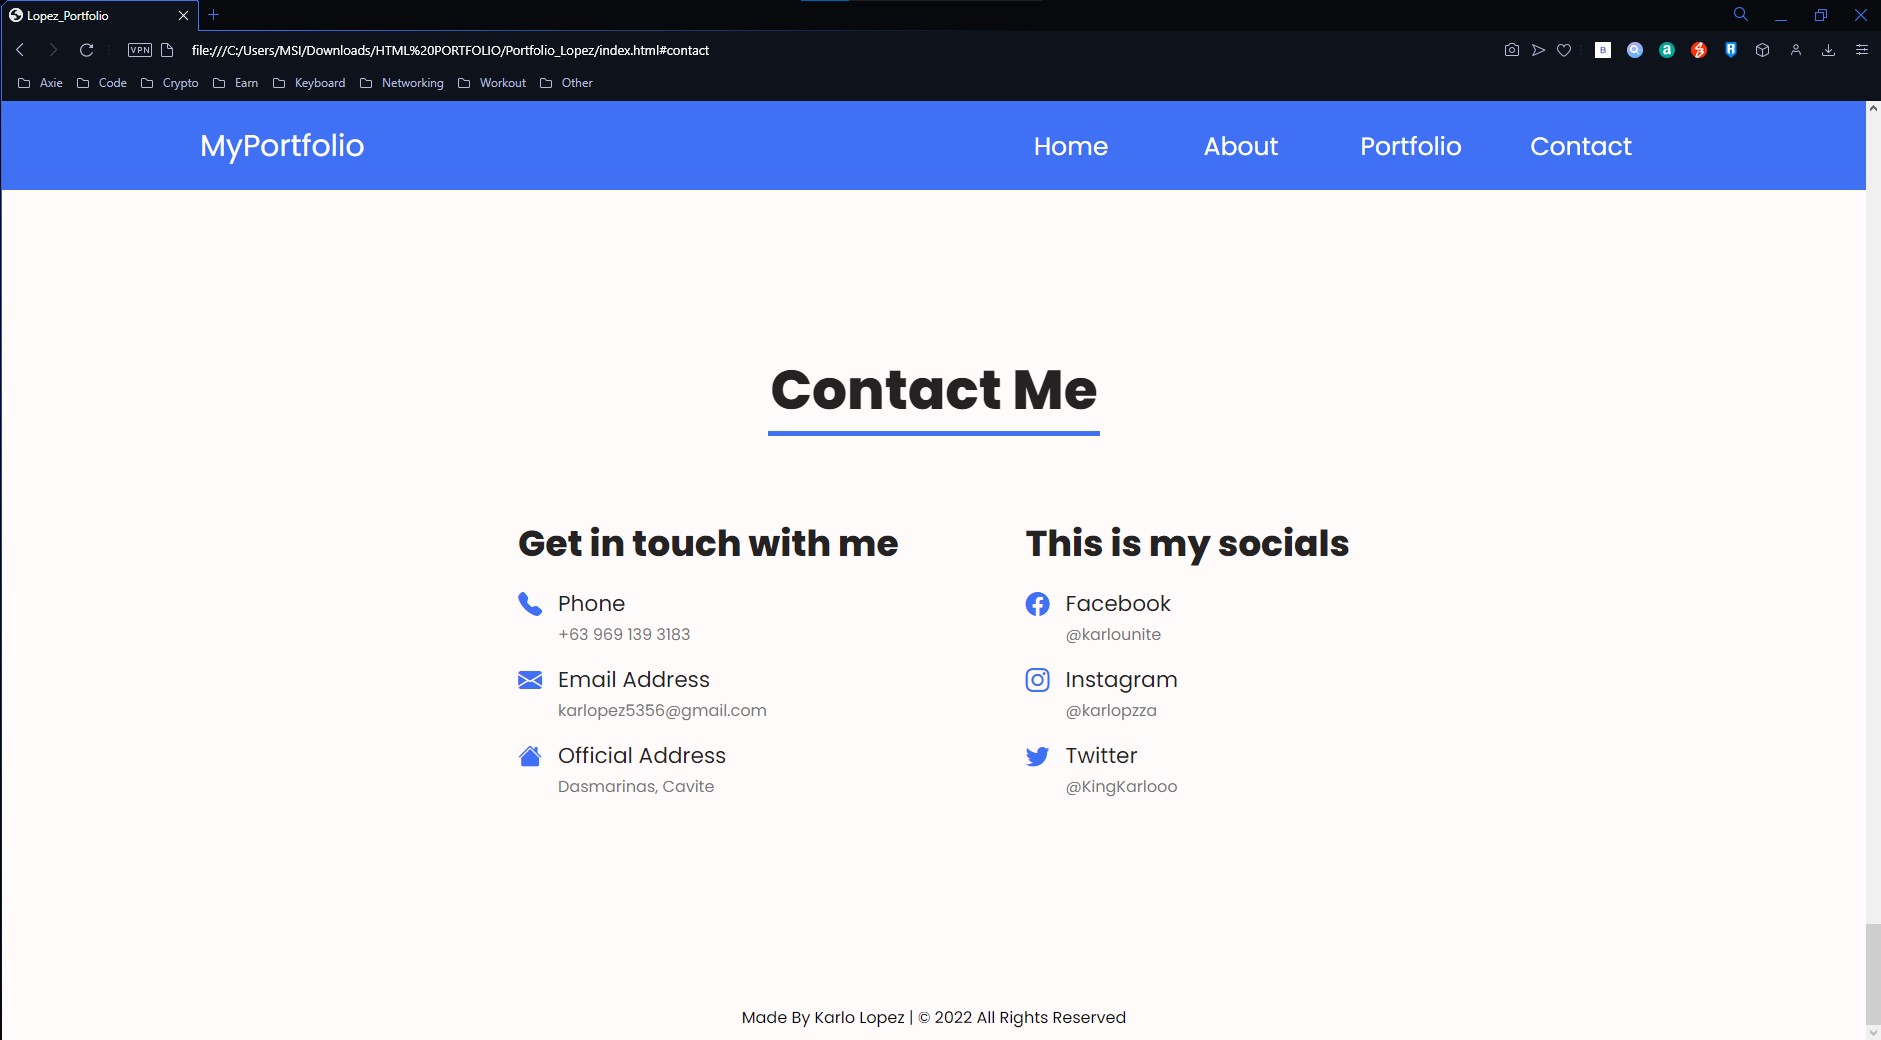 Lopez_Portfolio
VPN
file:///C:/Users/MSI/Downloads/HTML%20PORTFOLIO/Portfolio_Lopez/index.html#contact
B
a
Axie Code Crypto Earn Keyboard Networking Workout Other
MyPortfolio Home About Portfolio Contact
Contact Me
Get in touch with me
Phone
+63 969 139 3183
Email Address
karlopez5356@gmail.com
Official Address
Dasmarinas, Cavite
This is my socials
Facebook
@karlounite
Instagram
@karlopzza
Twitter
@KingKarlooo
Made By Karlo Lopez | © 2022 All Rights Reserved